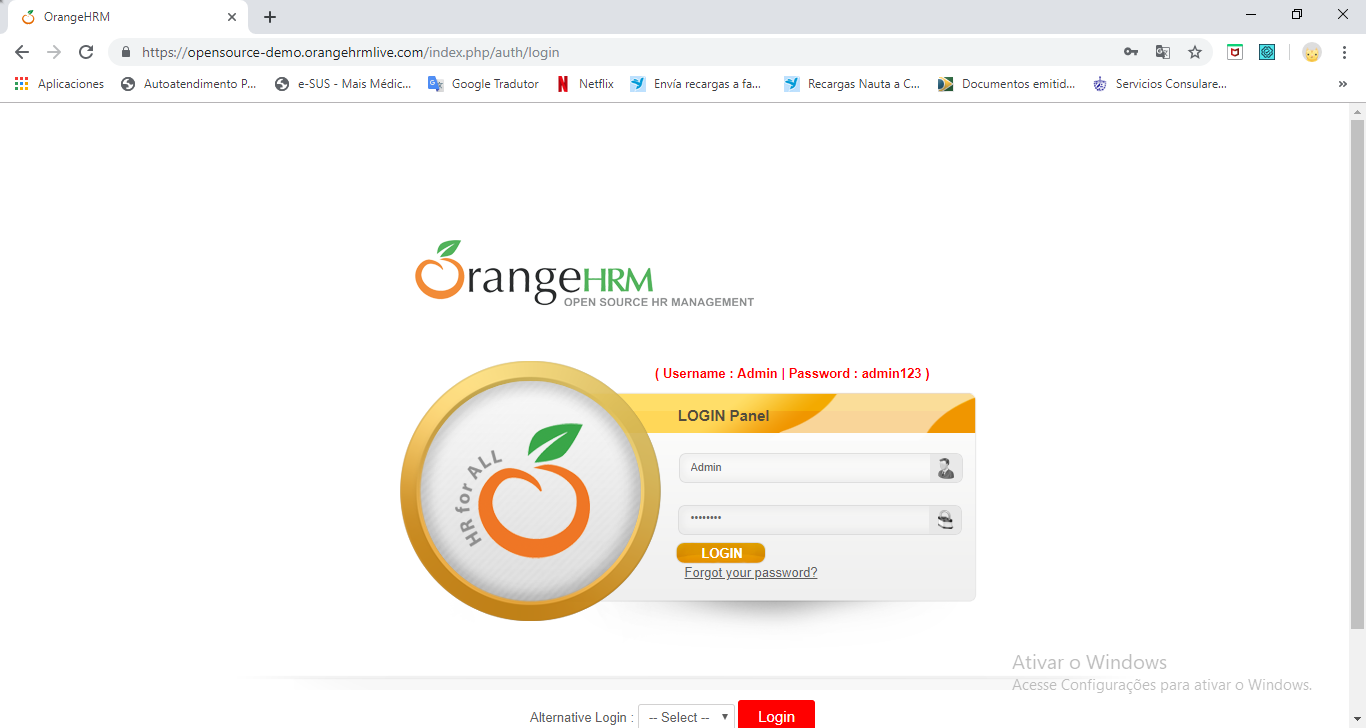 OrangeHRM
https://opensource-demo.orangehrmlive.com/index.php/auth/login
Aplicaciones Autoatendimento P... e-SUS - Mais Médic... Google Tradutor Netflix Envía recargas a fa... Recargas Nauta a C... Documentos emitid... Servicios Consulare... »
OrangeHRM
OPEN SOURCE HR MANAGEMENT
( Username : Admin | Password : admin123 )
LOGIN Panel
HR for ALL
Admin
••••••••
LOGIN
Forgot your password?
Ativar o Windows
Acesse Configurações para ativar o Windows.
Alternative Login : -- Select -- Login